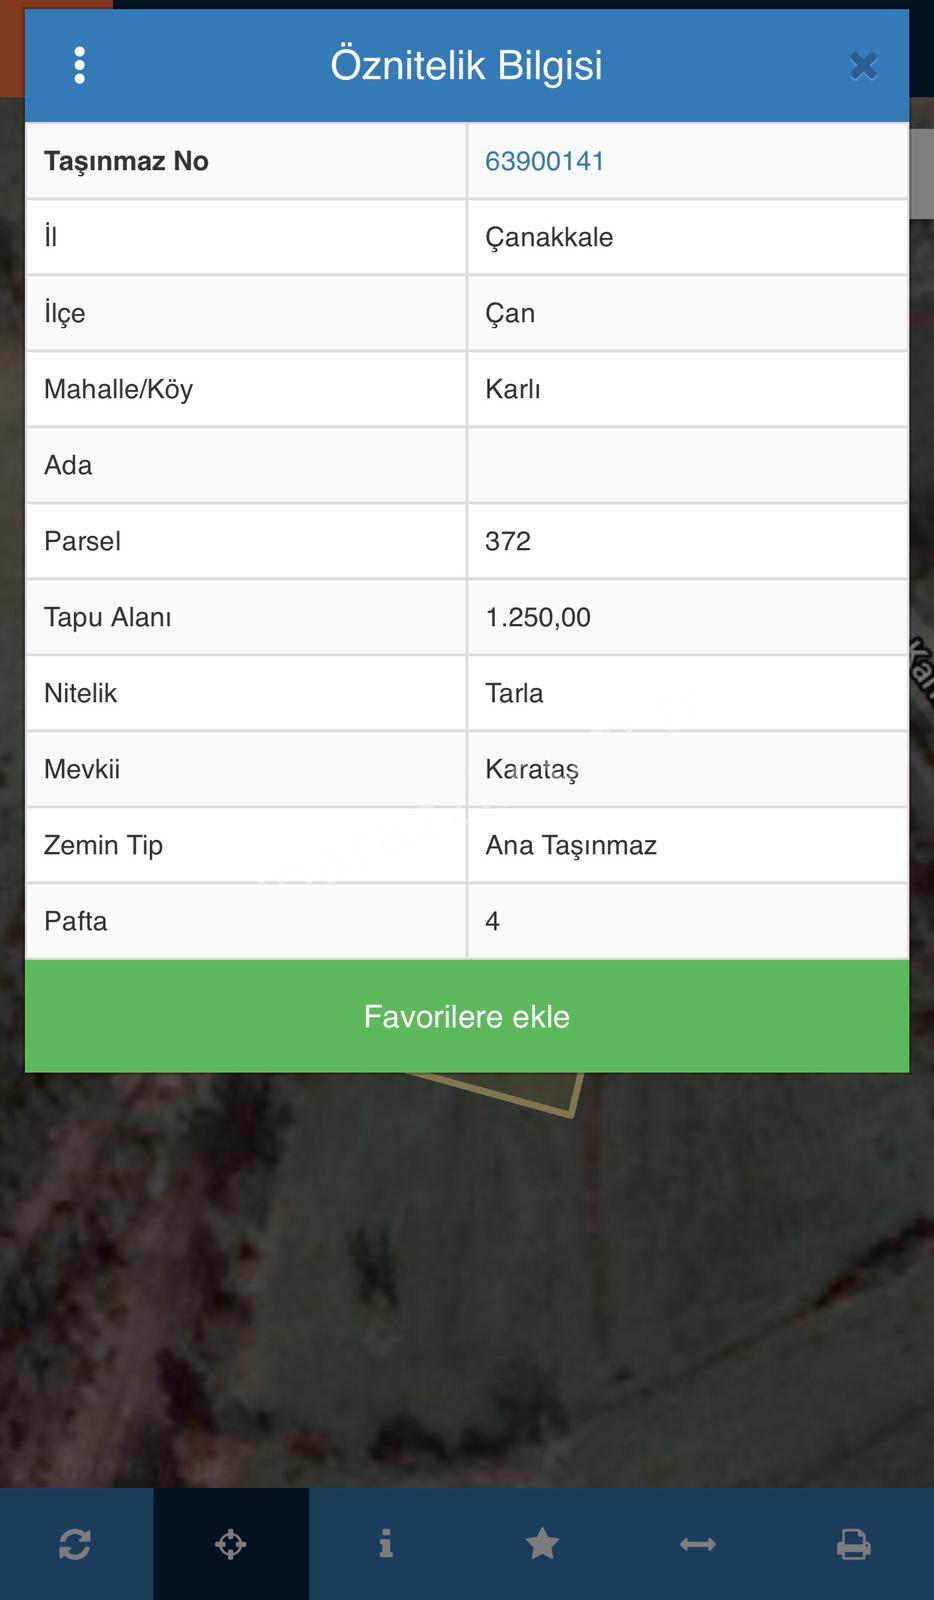 Öznitelik Bilgisi
Taşınmaz No 63900141
İl Çanakkale
İlçe Çan
Mahalle/Köy Karlı
Ada
Parsel 372
Tapu Alanı 1.250,00
Nitelik Tarla
Mevkii Karataş
Zemin Tip Ana Taşınmaz
Pafta 4
Favorilere ekle